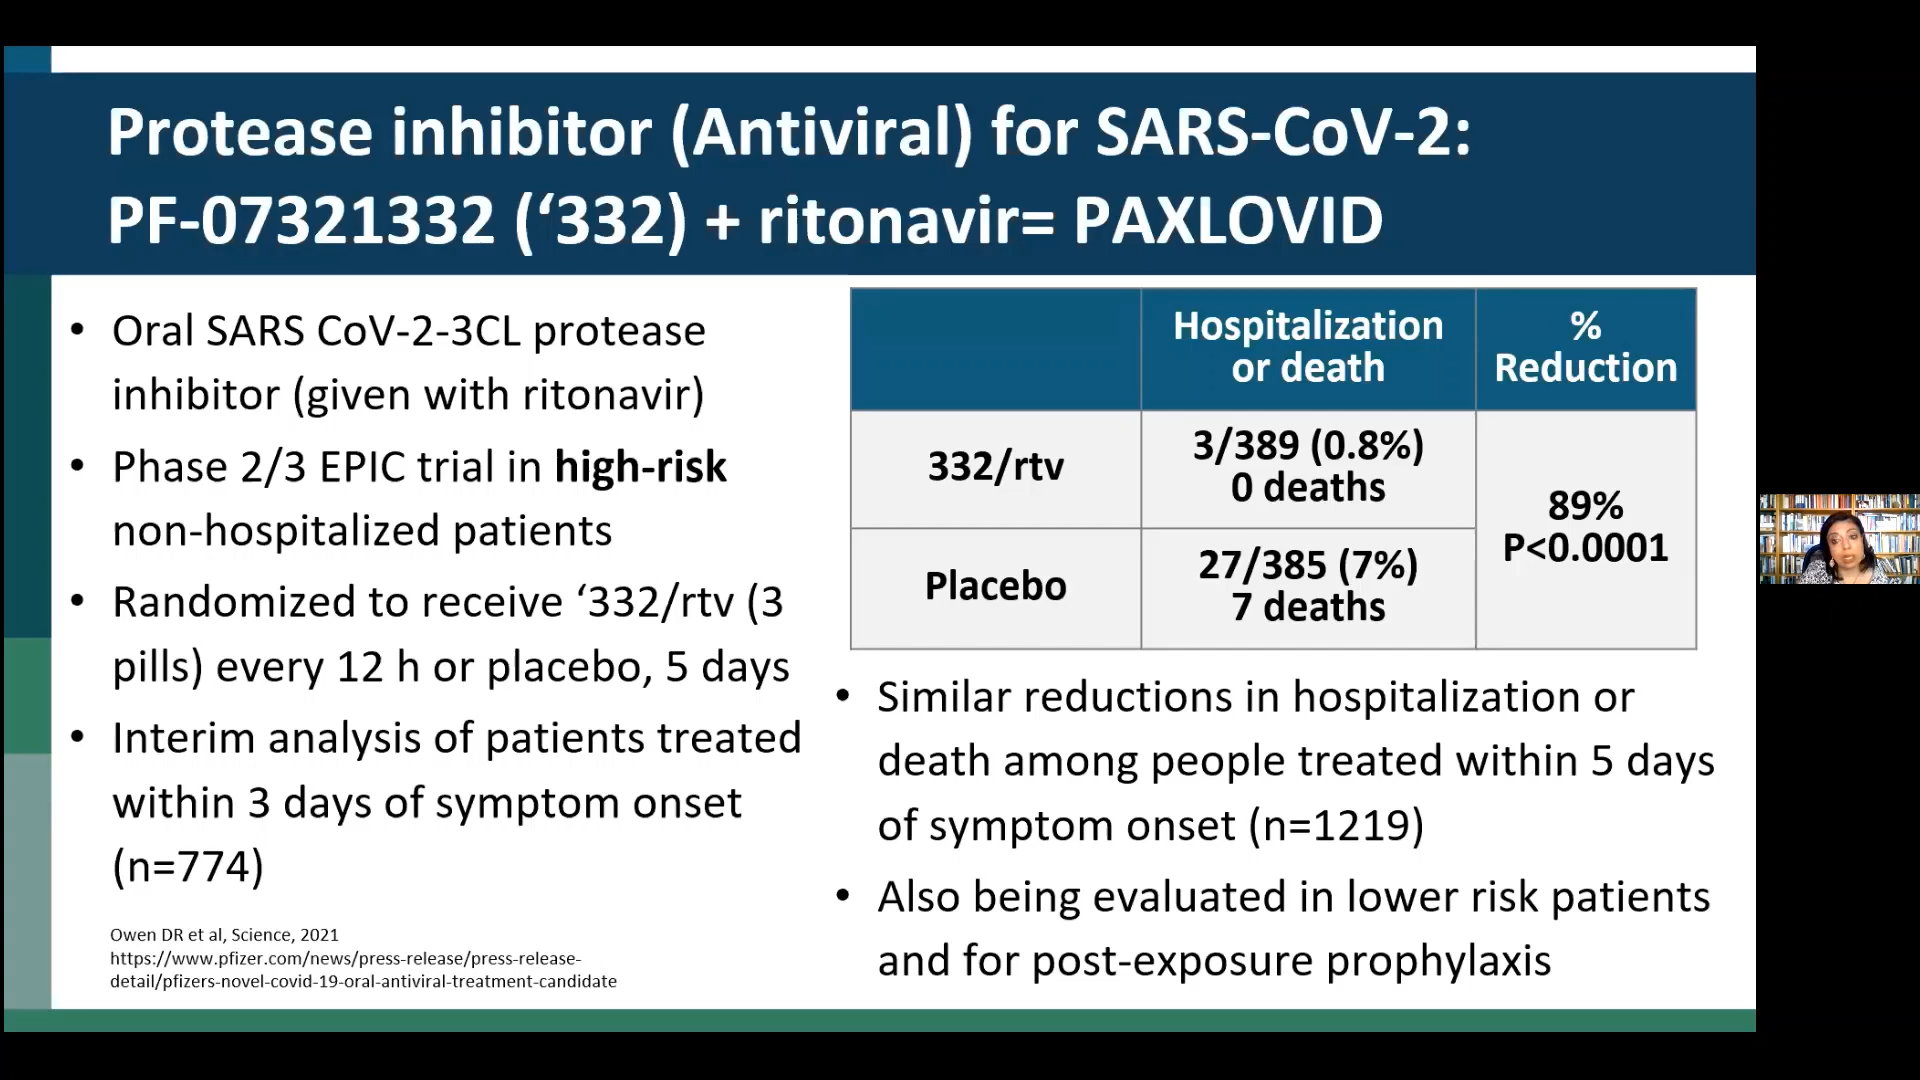 Protease inhibitor (Antiviral) for SARS-CoV-2:
PF-07321332 (‘332) + ritonavir= PAXLOVID
• Oral SARS CoV-2-3CL protease
inhibitor (given with ritonavir)
• Phase 2/3 EPIC trial in high-risk
non-hospitalized patients
• Randomized to receive ‘332/rtv (3
pills) every 12 h or placebo, 5 days
• Interim analysis of patients treated
within 3 days of symptom onset
(n=774)
Owen DR et al, Science, 2021
https://www.pfizer.com/news/press-release/press-release-
detail/pfizers-novel-covid-19-oral-antiviral-treatment-candidate
Hospitalization
or death
%
Reduction
332/rtv
3/389 (0.8%)
0 deaths
89%
P<0.0001
Placebo
27/385 (7%)
7 deaths
• Similar reductions in hospitalization or
death among people treated within 5 days
of symptom onset (n=1219)
• Also being evaluated in lower risk patients
and for post-exposure prophylaxis